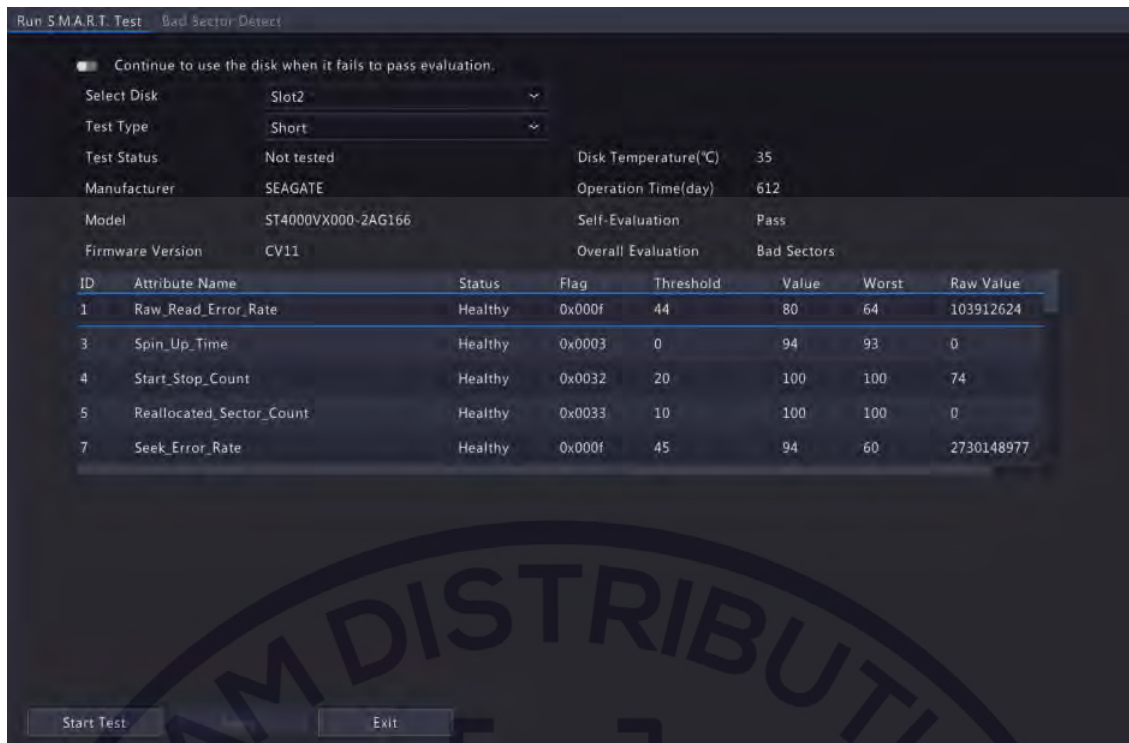 Run S.M.A.R.T. Test Bad Sector Detect
Continue to use the disk when it fails to pass evaluation.
Select Disk Slot2
Test Type Short
Test Status Not tested Disk Temperature(℃) 35
Manufacturer SEAGATE Operation Time(day) 612
Model ST4000VX000-2AG166 Self-Evaluation Pass
Firmware Version CV11 Overall Evaluation Bad Sectors
ID Attribute Name Status Flag Threshold Value Worst Raw Value
1 Raw_Read_Error_Rate Healthy 0x000f 44 80 64 103912624
3 Spin_Up_Time Healthy 0x0003 0 94 93 0
4 Start_Stop_Count Healthy 0x0032 20 100 100 74
5 Reallocated_Sector_Count Healthy 0x0033 10 100 100 0
7 Seek_Error_Rate Healthy 0x000f 45 94 60 2730148977
AM DISTRIBUTI
Start Test Exit